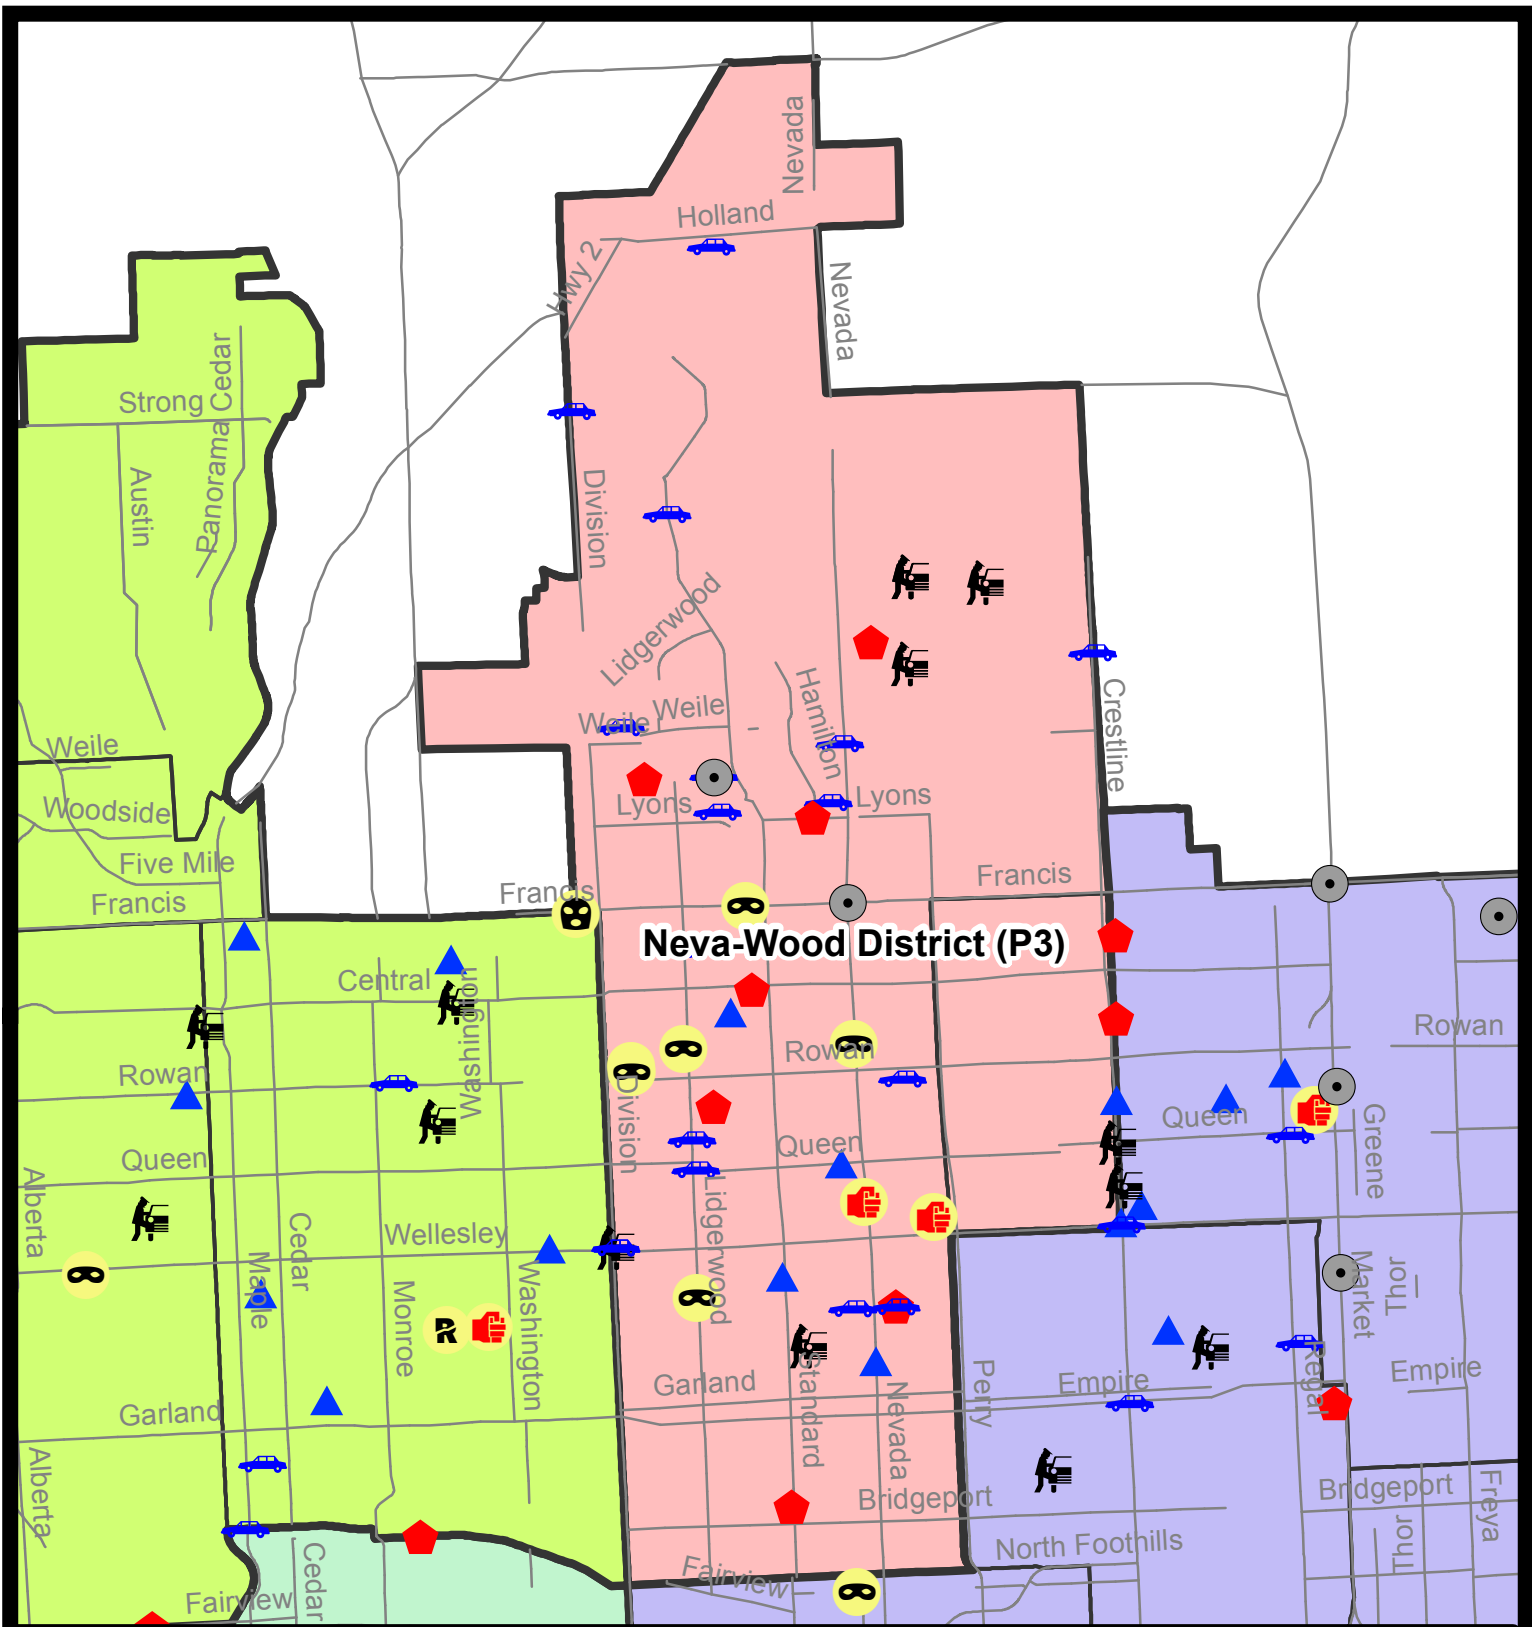 Nevada
Holland
Hwy 2
Nevada
Cedar
Strong
Panorama
Austin
Division
Lidgerwood
Hamilton
Crestline
Weile
Weile
Weile
Woodside
Lyons
Lyons
Five Mile
Francis
Francis
Francis
Neva-Wood District (P3)
Central
Washington
Rowan
Rowan
Rowan
Division
Queen
Queen
Queen
Greene
Alberta
Lidgerwood
Cedar
Wellesley
Maple
Monroe
Washington
Market
Thor
Garland
Garland
Standard
Nevada
Perry
Empire
Regal
Empire
Alberta
Bridgeport
Bridgeport
Freya
Thor
North Foothills
Cedar
Fairview
Fairview
R